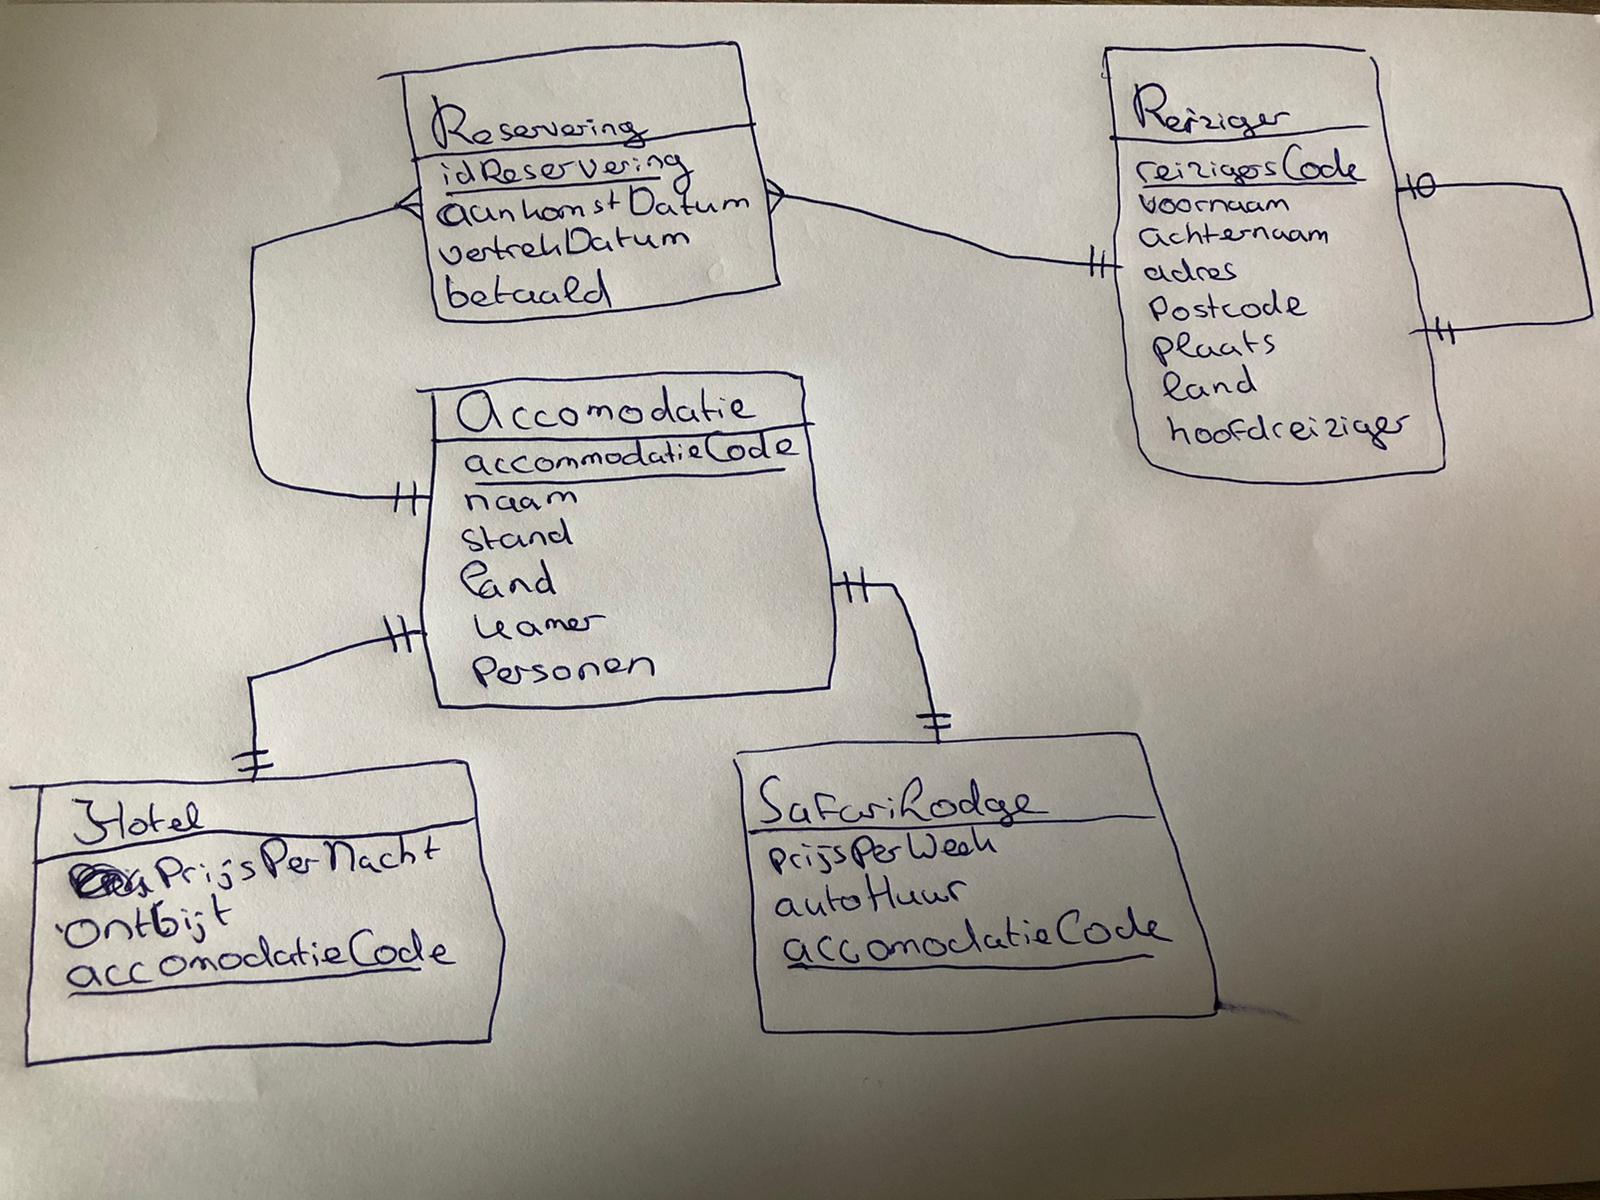 Reservering
idReservering
aankomstDatum
vertrekDatum
betaald
Reiziger
reizigersCode
voornaam
achternaam
adres
Postcode
plaats
land
hoofdreiziger
Accomodatie
accommodatieCode
naam
stand
land
kamer
Personen
Hotel
PrijsPerNacht
ontbijt
accomodatieCode
SafariLodge
prijsPerWeek
autoHuur
accomodatieCode